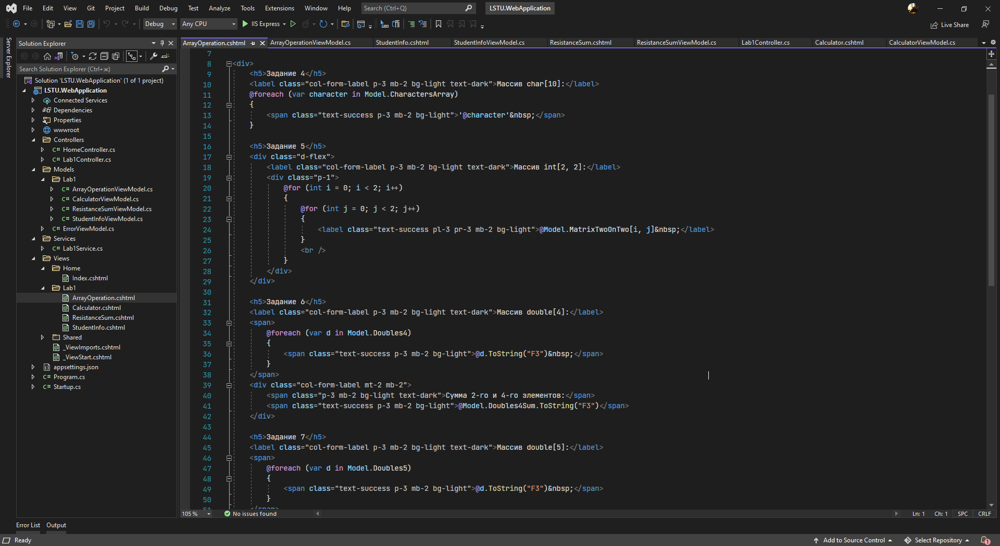 File Edit View Git Project Build Debug Test Analyze Tools Extensions Window Help Search (Ctrl+Q) LSTU.WebApplication
Debug Any CPU IIS Express Live Share
Server Explorer
Solution Explorer
Search Solution Explorer (Ctrl+ж)
Solution 'LSTU.WebApplication' (1 of 1 project)
LSTU.WebApplication
Connected Services
Dependencies
Properties
wwwroot
Controllers
C# HomeController.cs
C# Lab1Controller.cs
Models
Lab1
C# ArrayOperationViewModel.cs
C# CalculatorViewModel.cs
C# ResistanceSumViewModel.cs
C# StudentInfoViewModel.cs
C# ErrorViewModel.cs
Services
C# Lab1Service.cs
Views
Home
Index.cshtml
Lab1
ArrayOperation.cshtml
Calculator.cshtml
ResistanceSum.cshtml
StudentInfo.cshtml
Shared
_ViewImports.cshtml
_ViewStart.cshtml
appsettings.json
C# Program.cs
C# Startup.cs
ArrayOperation.cshtml ArrayOperationViewModel.cs StudentInfo.cshtml StudentInfoViewModel.cs ResistanceSum.cshtml ResistanceSumViewModel.cs Lab1Controller.cs Calculator.cshtml CalculatorViewModel.cs
7
8 <div>
9 <h5>Задание 4</h5>
10 <label class="col-form-label p-3 mb-2 bg-light text-dark">Массив char[10]:</label>
11 @foreach (var character in Model.CharactersArray)
12 {
13 <span class="text-success p-3 mb-2 bg-light">'@character'&nbsp;</span>
14 }
15
16 <h5>Задание 5</h5>
17 <div class="d-flex">
18 <label class="col-form-label p-3 mb-2 bg-light text-dark">Массив int[2, 2]:</label>
19 <div class="p-1">
20 @for (int i = 0; i < 2; i++)
21 {
22 @for (int j = 0; j < 2; j++)
23 {
24 <label class="text-success pl-3 pr-3 mb-2 bg-light">@Model.MatrixTwoOnTwo[i, j]&nbsp;</label>
25 }
26 <br />
27 }
28 </div>
29 </div>
30
31 <h5>Задание 6</h5>
32 <label class="col-form-label p-3 mb-2 bg-light text-dark">Массив double[4]:</label>
33 <span>
34 @foreach (var d in Model.Doubles4)
35 {
36 <span class="text-success p-3 mb-2 bg-light">@d.ToString("F3")&nbsp;</span>
37 }
38 </span>
39 <div class="col-form-label mt-2 mb-2">
40 <span class="p-3 mb-2 bg-light text-dark">Сумма 2-го и 4-го элементов:</span>
41 <span class="text-success p-3 mb-2 bg-light">@Model.Doubles4Sum.ToString("F3")</span>
42 </div>
43
44 <h5>Задание 7</h5>
45 <label class="col-form-label p-3 mb-2 bg-light text-dark">Массив double[5]:</label>
46 <span>
47 @foreach (var d in Model.Doubles5)
48 {
49 <span class="text-success p-3 mb-2 bg-light">@d.ToString("F3")&nbsp;</span>
50 }
51 </span>
105 % No issues found Ln: 1 Ch: 1 SPC CRLF
Error List Output
Ready Add to Source Control Select Repository 1